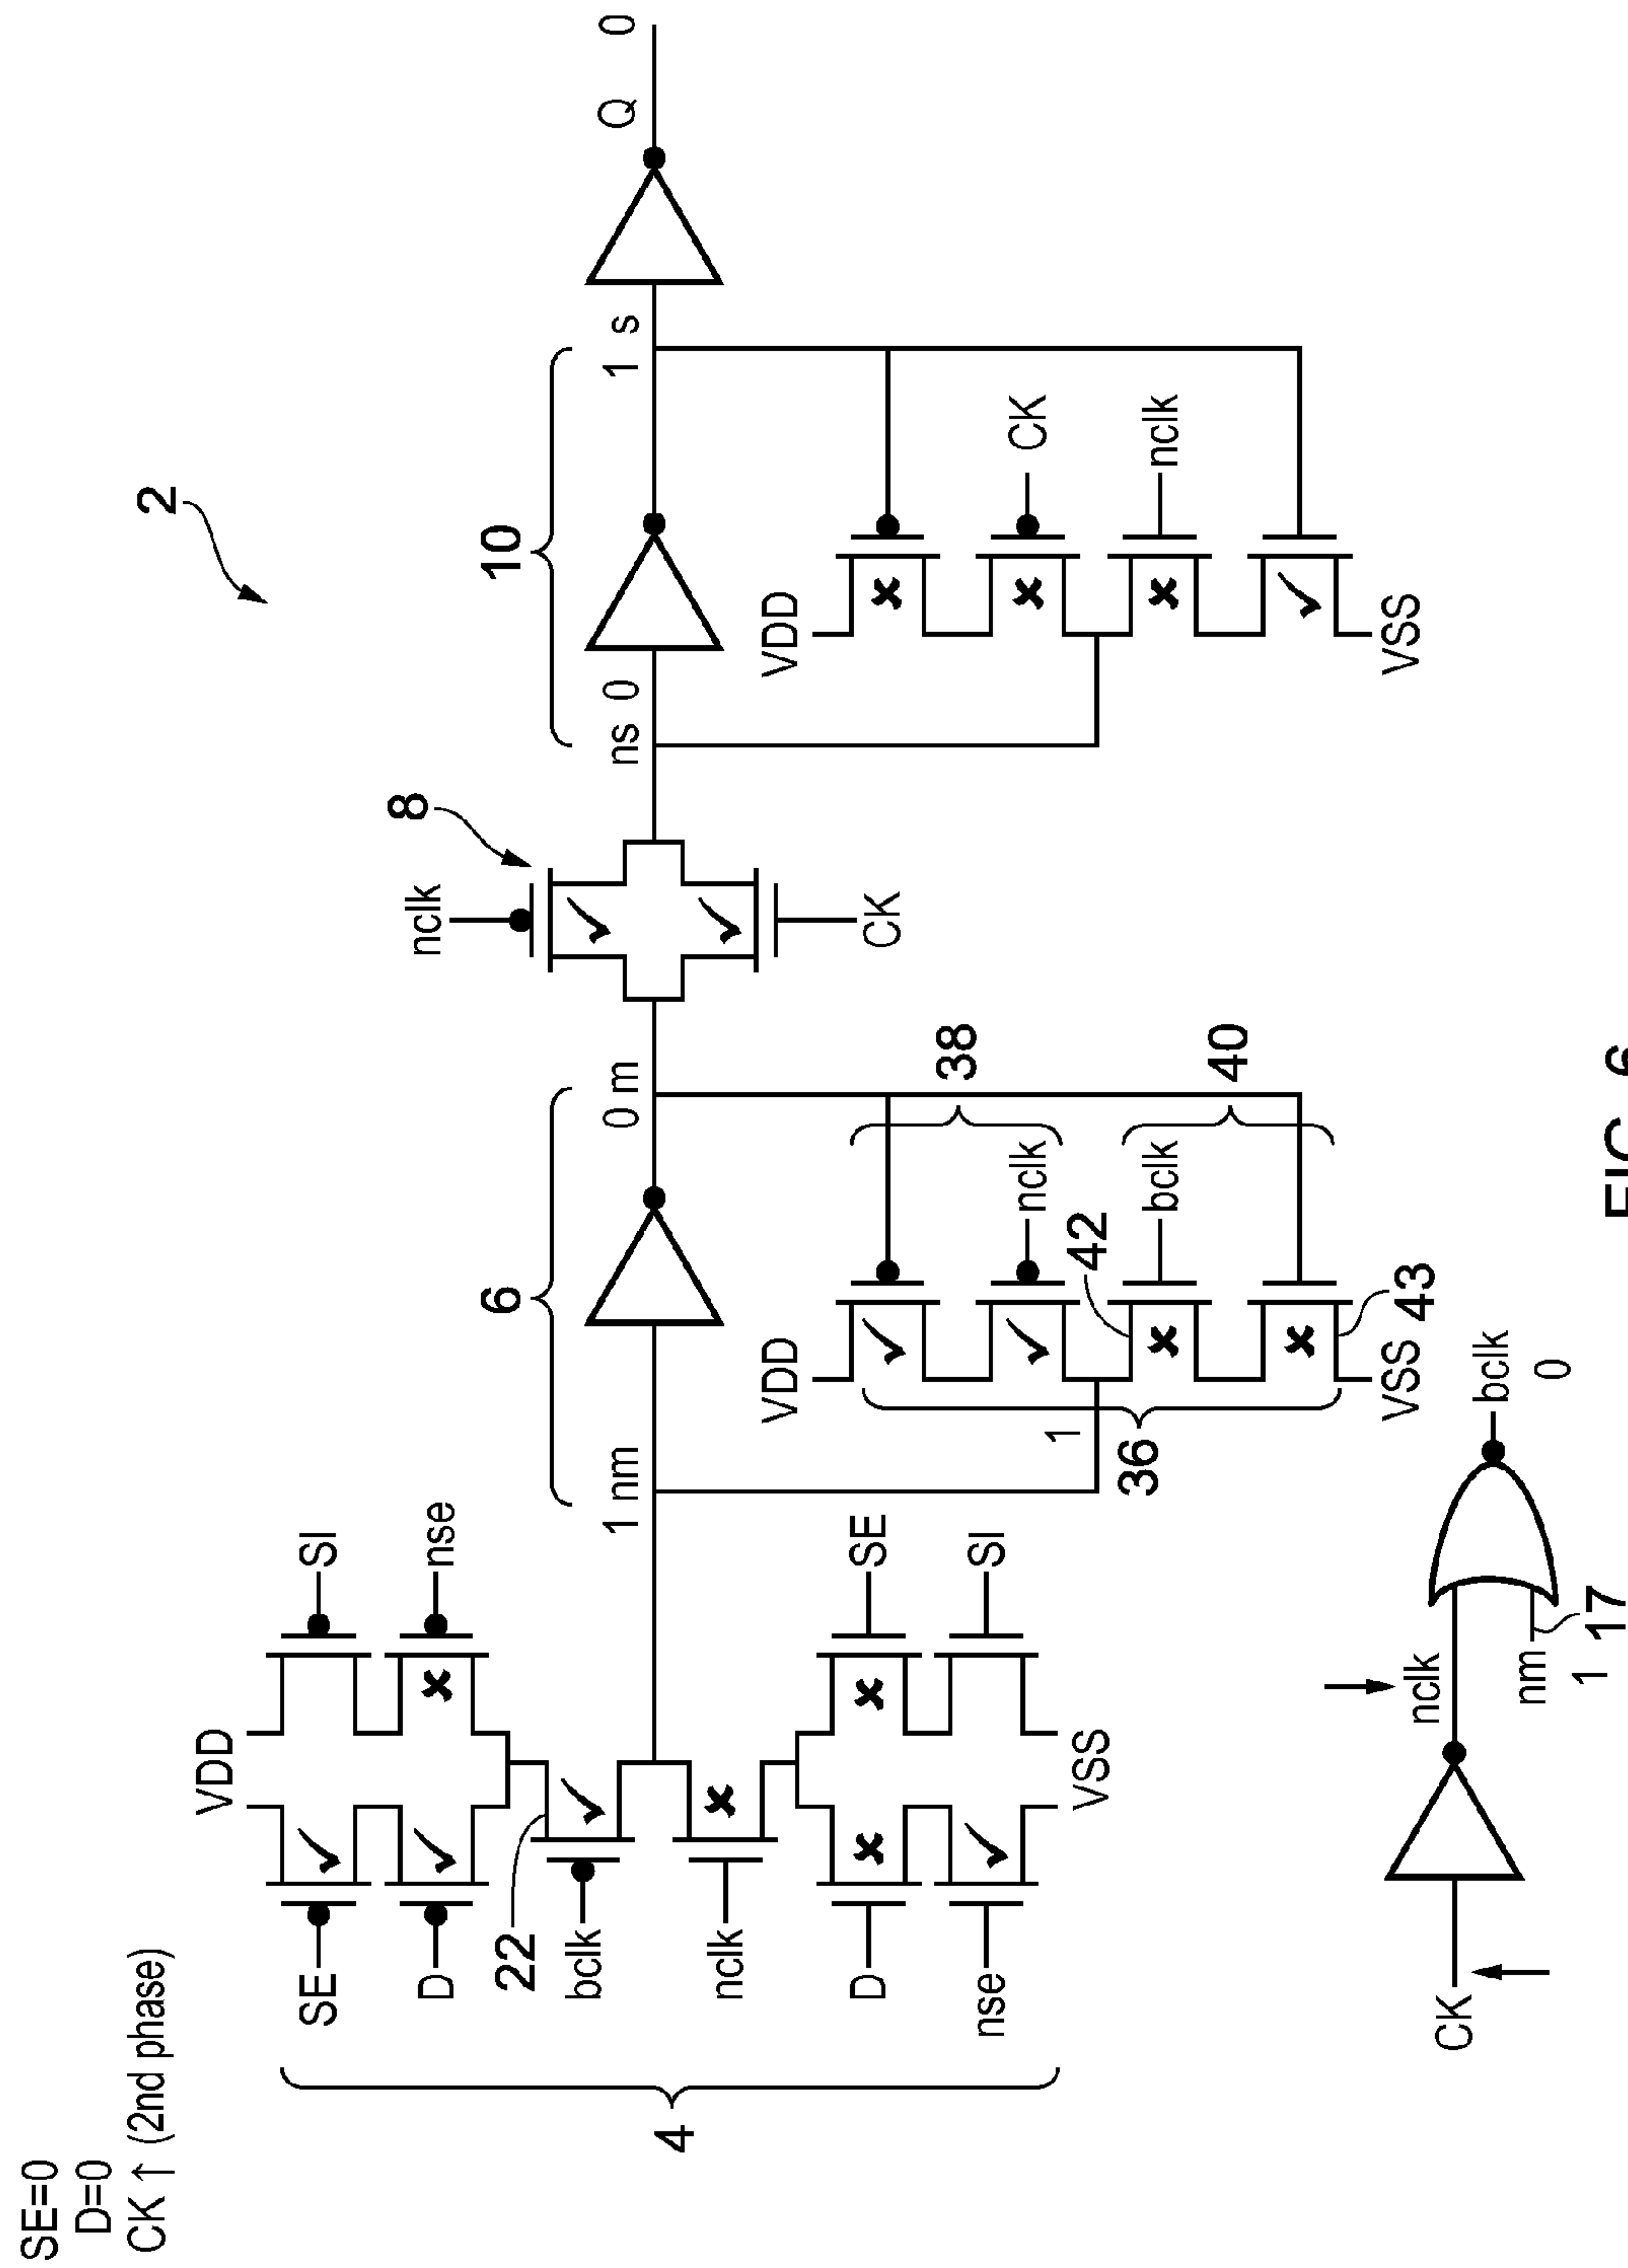 SE=0
D=0
CK ↑ (2nd phase)
2
4
VDD
SE
SI
D
nse
22
bclk
nclk
D
SE
nse
SI
VSS
6
1 nm
0 m
VDD
38
nclk
42
bclk
40
36
1
43
VSS
8
nclk
CK
10
ns 0
1 s
VDD
CK
nclk
VSS
Q 0
CK
nclk
nm
1
17
bclk
0